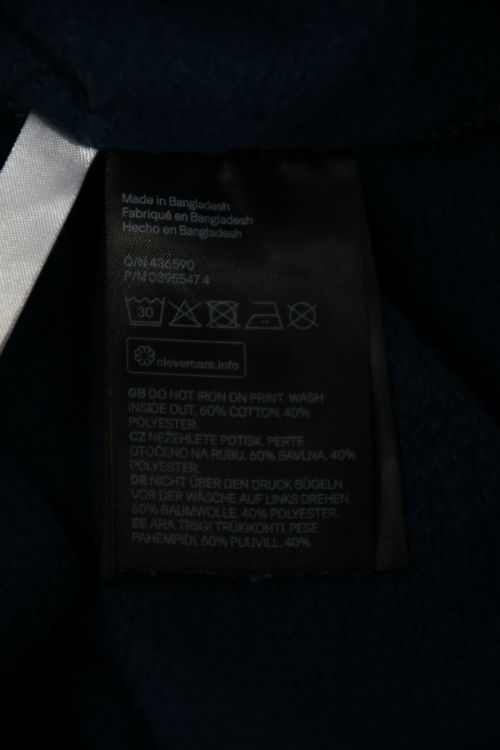 Made in Bangladesh
Fabriqué en Bangladesh
Hecho en Bangladesh
O/N 436590
P/N 0395547 4
30
clevercare.info
GB DO NOT IRON ON PRINT. WASH
INSIDE OUT. 60% COTTON. 40%
POLYESTER.
CZ NEŽEHLETE POTISK. PERTE
OTOČENO NA RUBU. 60% BAVLNA. 40%
POLYESTER.
DE NICHT ÜBER DEN DRUCK BÜGELN.
VOR DER WÄSCHE AUF LINKS DREHEN.
60% BAUMWOLLE. 40% POLYESTER.
EE ÄRA TRIIGI TRÜKIKOHTI. PESE
PAHEMPIDI. 60% PUUVILL. 40%